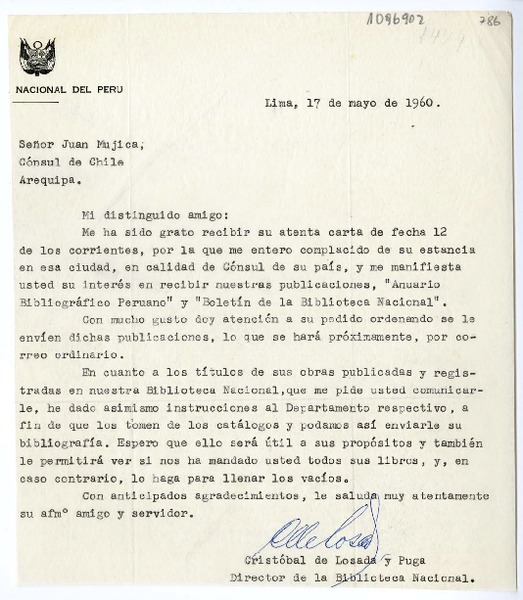 1096902
786
NACIONAL DEL PERU
Lima, 17 de mayo de 1960.
Señor Juan Mujica,
Cónsul de Chile
Arequipa.
Mi distinguido amigo:
Me ha sido grato recibir su atenta carta de fecha 12
de los corrientes, por la que me entero complacido de su estancia
en esa ciudad, en calidad de Cónsul de su país, y me manifiesta
usted su interés en recibir nuestras publicaciones, "Anuario
Bibliográfico Peruano" y "Boletín de la Biblioteca Nacional".
Con mucho gusto doy atención a su pedido ordenando se le
envíen dichas publicaciones, lo que se hará próximamente, por co-
rreo ordinario.
En cuanto a los títulos de sus obras publicadas y regis-
tradas en nuestra Biblioteca Nacional,que me pide usted comunicar-
le, he dado asimismo instrucciones al Departamento respectivo, a
fin de que los tomen de los catálogos y podamos así enviarle su
bibliografía. Espero que ello será útil a sus propósitos y también
le permitirá ver si nos ha mandado usted todos sus libros, y, en
caso contrario, lo haga para llenar los vacíos.
Con anticipados agradecimientos, le saluda muy atentamente
su afmº amigo y servidor.
Cristóbal de Losada y Puga
Director de la Biblioteca Nacional.